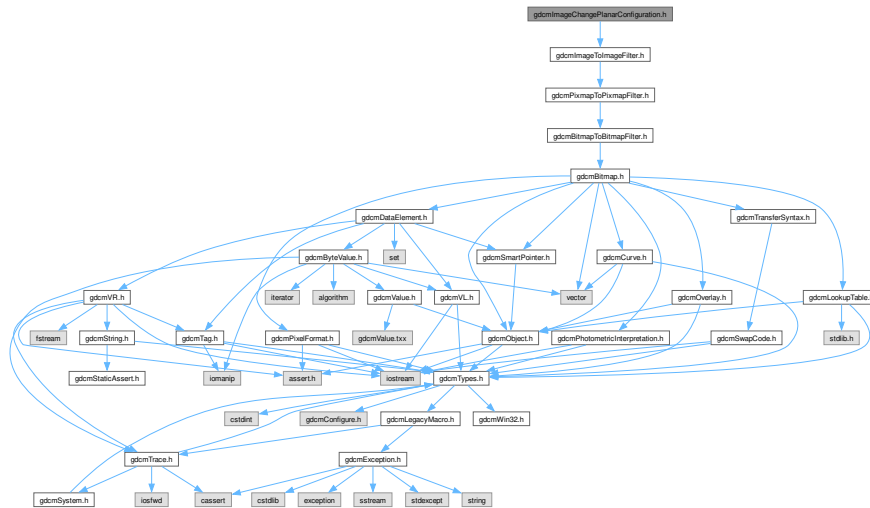 gdcmImageChangePlanarConfiguration.h
gdcmImageToImageFilter.h
gdcmPixmapToPixmapFilter.h
gdcmBitmapToBitmapFilter.h
gdcmBitmap.h
gdcmDataElement.h
gdcmTransferSyntax.h
gdcmByteValue.h
set
gdcmSmartPointer.h
gdcmCurve.h
gdcmVR.h
iterator
algorithm
gdcmValue.h
gdcmVL.h
vector
gdcmOverlay.h
gdcmLookupTable.h
fstream
gdcmString.h
gdcmTag.h
gdcmPixelFormat.h
gdcmValue.txx
gdcmObject.h
gdcmPhotometricInterpretation.h
gdcmSwapCode.h
stdlib.h
gdcmStaticAssert.h
iomanip
assert.h
iostream
gdcmTypes.h
cstdint
gdcmConfigure.h
gdcmLegacyMacro.h
gdcmWin32.h
gdcmTrace.h
gdcmException.h
gdcmSystem.h
iosfwd
cassert
cstdlib
exception
sstream
stdexcept
string